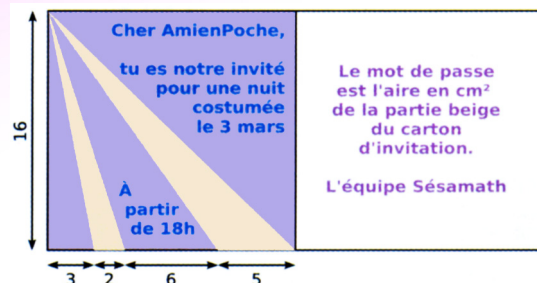 Cher AmienPoche,
tu es notre invité
pour une nuit
costumée
le 3 mars
À
partir
de 18h
Le mot de passe
est l'aire en cm²
de la partie beige
du carton
d'invitation.
L'équipe Sésamath
16
3 2 6 5